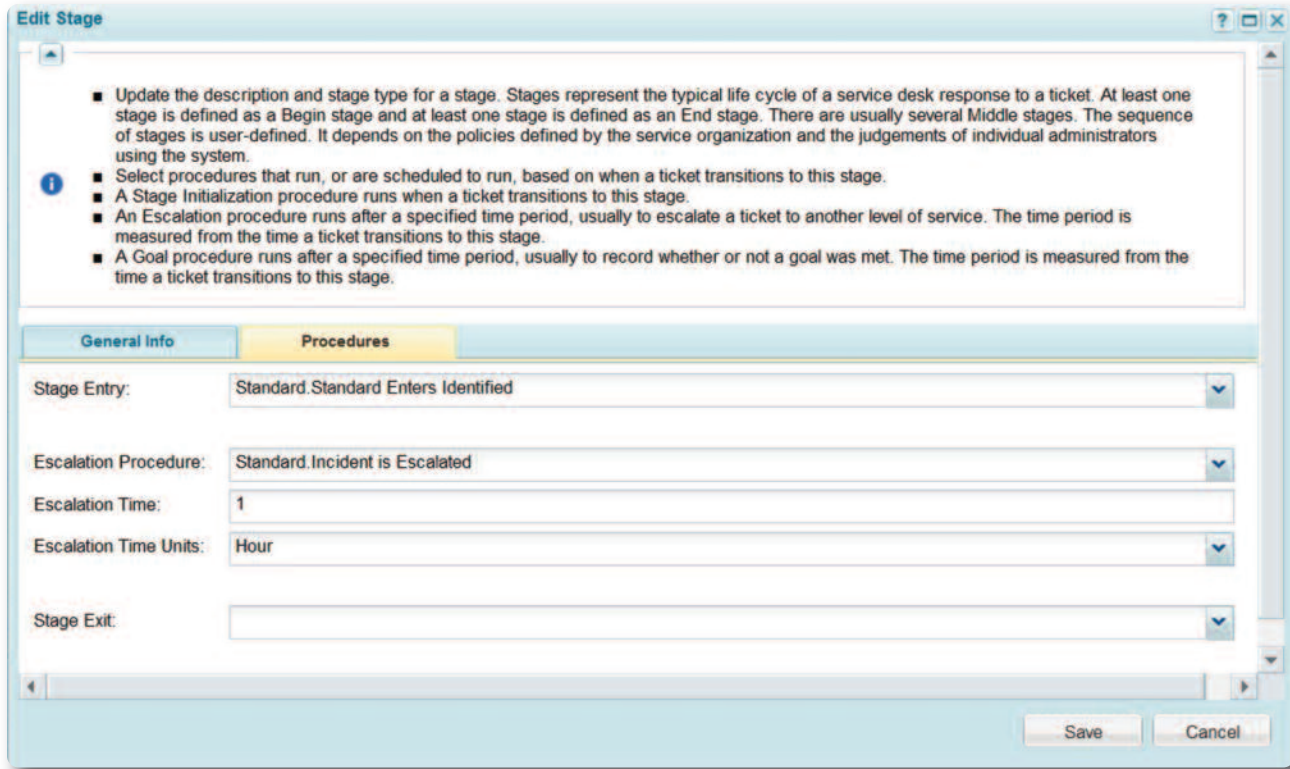 Edit Stage
■ Update the description and stage type for a stage. Stages represent the typical life cycle of a service desk response to a ticket. At least one
stage is defined as a Begin stage and at least one stage is defined as an End stage. There are usually several Middle stages. The sequence
of stages is user-defined. It depends on the policies defined by the service organization and the judgements of individual administrators
using the system.
■ Select procedures that run, or are scheduled to run, based on when a ticket transitions to this stage.
■ A Stage Initialization procedure runs when a ticket transitions to this stage.
■ An Escalation procedure runs after a specified time period, usually to escalate a ticket to another level of service. The time period is
measured from the time a ticket transitions to this stage.
■ A Goal procedure runs after a specified time period, usually to record whether or not a goal was met. The time period is measured from the
time a ticket transitions to this stage.
General Info Procedures
Stage Entry: Standard.Standard Enters Identified
Escalation Procedure: Standard.Incident is Escalated
Escalation Time: 1
Escalation Time Units: Hour
Stage Exit:
Save Cancel